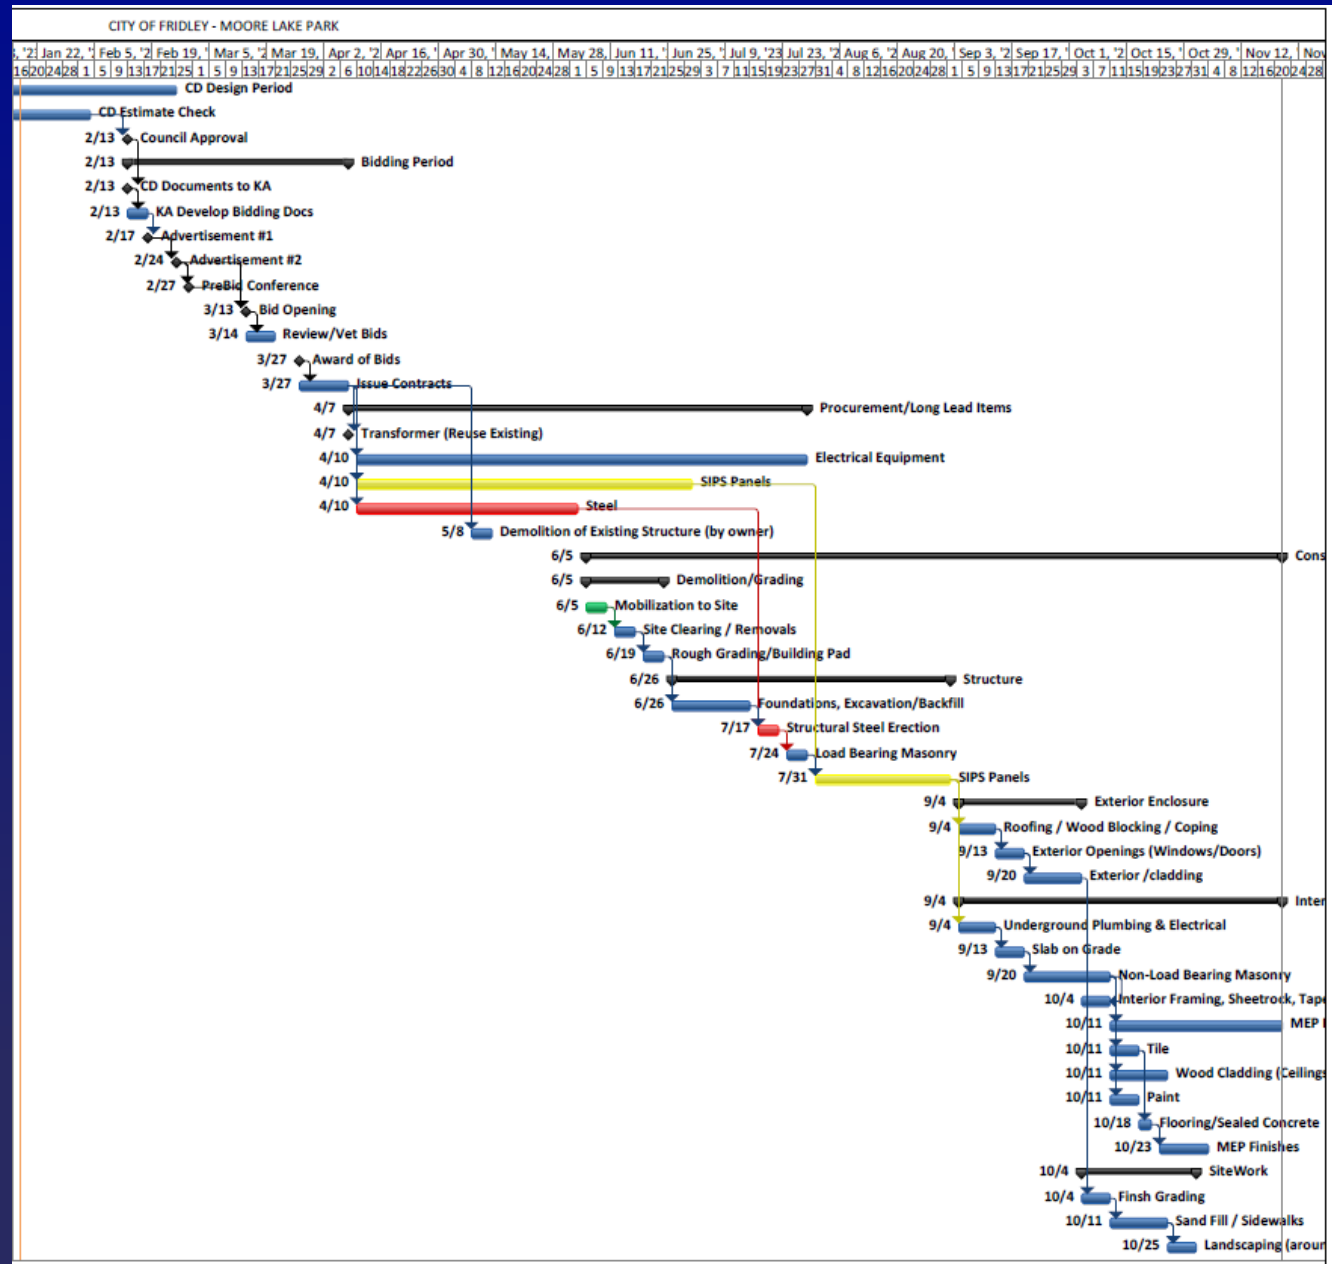 CITY OF FRIDLEY - MOORE LAKE PARK
, '23 Jan 22, '2 Feb 5, '2 Feb 19, ' Mar 5, '2 Mar 19, Apr 2, '2 Apr 16, ' Apr 30, ' May 14, May 28, Jun 11, ' Jun 25, ' Jul 9, '23 Jul 23, '2 Aug 6, '2 Aug 20, Sep 3, '2 Sep 17, Oct 1, '2 Oct 15, ' Oct 29, ' Nov 12, Nov
16 20 24 28 1 5 9 13 17 21 25 1 5 9 13 17 21 25 29 2 6 10 14 18 22 26 30 4 8 12 16 20 24 28 1 5 9 13 17 21 25 29 3 7 11 15 19 23 27 31 4 8 12 16 20 24 28 1 5 9 13 17 21 25 29 3 7 11 15 19 23 27 31 4 8 12 16 20 24 28
CD Design Period
CD Estimate Check
2/13 Council Approval
2/13 Bidding Period
2/13 CD Documents to KA
2/13 KA Develop Bidding Docs
2/17 Advertisement #1
2/24 Advertisement #2
2/27 PreBid Conference
3/13 Bid Opening
3/14 Review/Vet Bids
3/27 Award of Bids
3/27 Issue Contracts
4/7 Procurement/Long Lead Items
4/7 Transformer (Reuse Existing)
4/10 Electrical Equipment
4/10 SIPS Panels
4/10 Steel
5/8 Demolition of Existing Structure (by owner)
6/5 Cons
6/5 Demolition/Grading
6/5 Mobilization to Site
6/12 Site Clearing / Removals
6/19 Rough Grading/Building Pad
6/26 Structure
6/26 Foundations, Excavation/Backfill
7/17 Structural Steel Erection
7/24 Load Bearing Masonry
7/31 SIPS Panels
9/4 Exterior Enclosure
9/4 Roofing / Wood Blocking / Coping
9/13 Exterior Openings (Windows/Doors)
9/20 Exterior /cladding
9/4 Inter
9/4 Underground Plumbing & Electrical
9/13 Slab on Grade
9/20 Non-Load Bearing Masonry
10/4 Interior Framing, Sheetrock, Tape
10/11 MEP
10/11 Tile
10/11 Wood Cladding (Ceilings
10/11 Paint
10/18 Flooring/Sealed Concrete
10/23 MEP Finishes
10/4 SiteWork
10/4 Finsh Grading
10/11 Sand Fill / Sidewalks
10/25 Landscaping (aroun